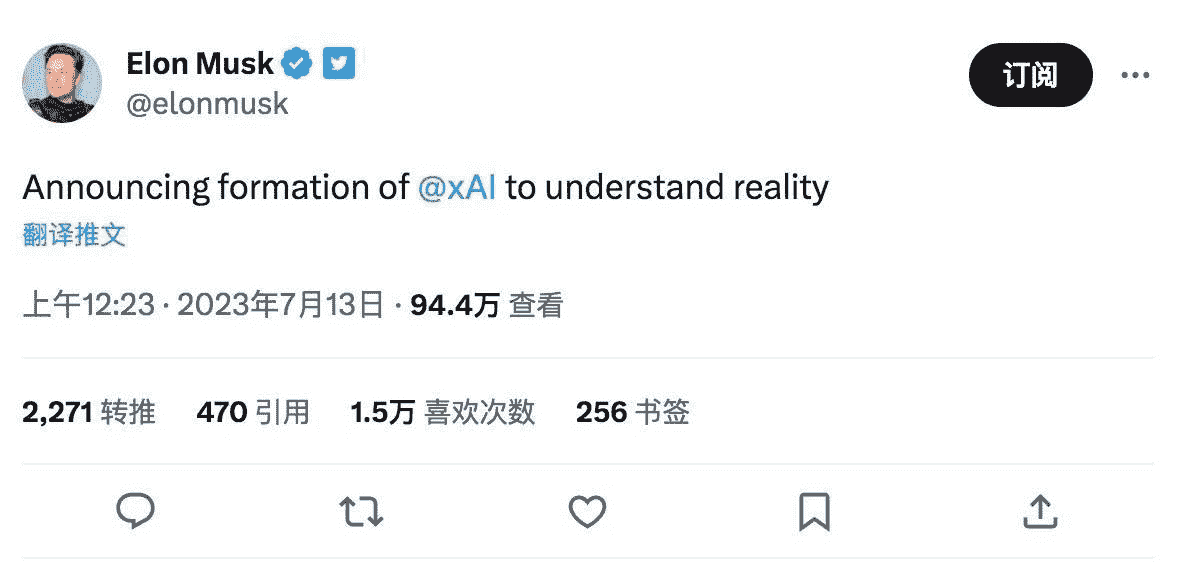 Elon Musk
订阅
@elonmusk
Announcing formation of @xAI to understand reality
翻译推文
上午12:23 · 2023年7月13日 · 94.4万 查看
2,271 转推 470 引用 1.5万 喜欢次数 256 书签